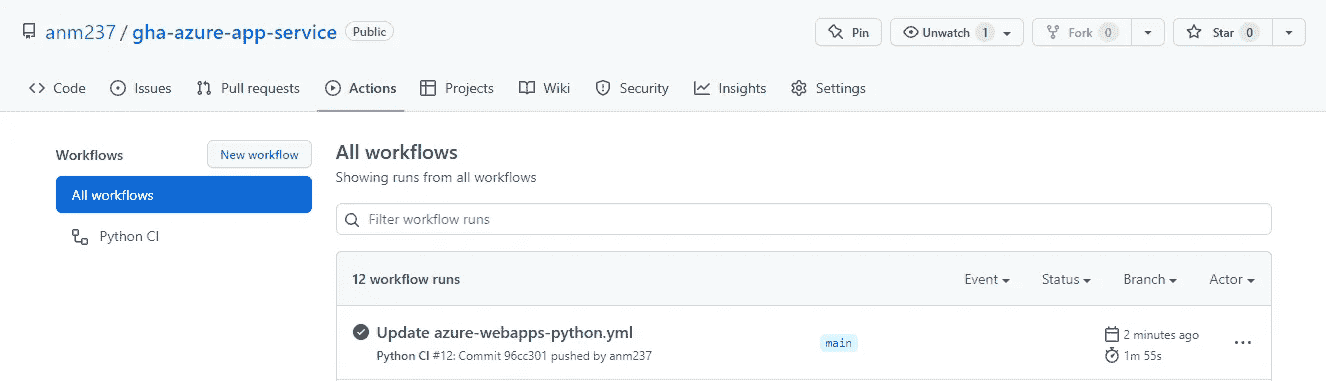 anm237 / gha-azure-app-service Public Pin Unwatch 1 Fork 0 Star 0
Code Issues Pull requests Actions Projects Wiki Security Insights Settings
Workflows New workflow
All workflows
Python CI
All workflows
Showing runs from all workflows
Filter workflow runs
12 workflow runs Event Status Branch Actor
Update azure-webapps-python.yml
Python CI #12: Commit 96cc301 pushed by anm237
main
2 minutes ago
1m 55s